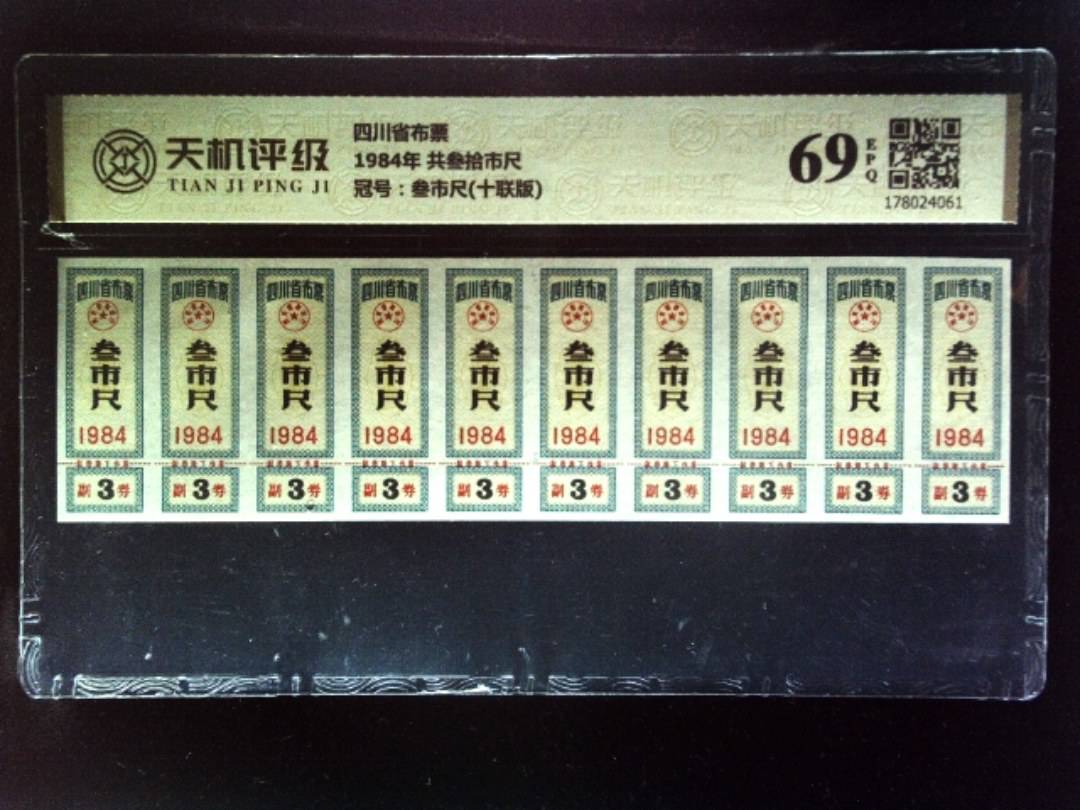 天机评级
TIAN JI PING JI
四川省布票
1984年 共叁拾市尺
冠号：叁市尺(十联版)
69
EPQ
178024061
四川省布票 四川省布票 四川省布票 四川省布票 四川省布票 四川省布票 四川省布票 四川省布票 四川省布票 四川省布票
叁市尺 叁市尺 叁市尺 叁市尺 叁市尺 叁市尺 叁市尺 叁市尺 叁市尺 叁市尺
1984 1984 1984 1984 1984 1984 1984 1984 1984 1984
副3券 副3券 副3券 副3券 副3券 副3券 副3券 副3券 副3券 副3券